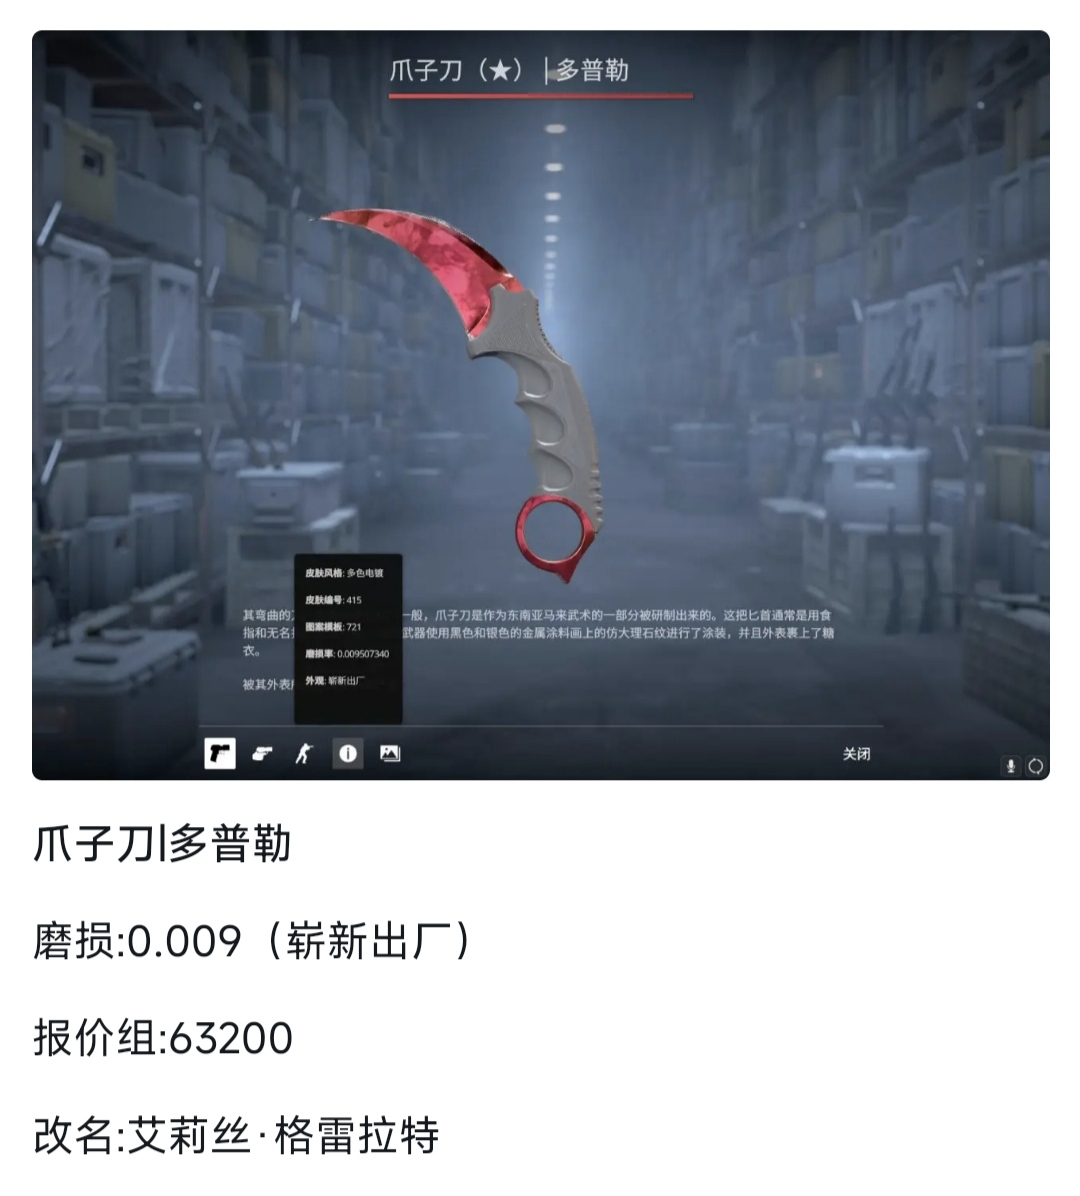 爪子刀（★） | 多普勒
皮肤风格: 多色电镀
皮肤编号: 415
图案模板: 721
磨损率: 0.009507340
外观: 崭新出厂
其弯曲的
一般，爪子刀是作为东南亚马来武术的一部分被研制出来的。这把匕首通常是用食
指和无名
武器使用黑色和银色的金属涂料画上的仿大理石纹进行了涂装，并且外表裹上了糖
衣。
被其外表
关闭
爪子刀|多普勒
磨损:0.009（崭新出厂）
报价组:63200
改名:艾莉丝·格雷拉特